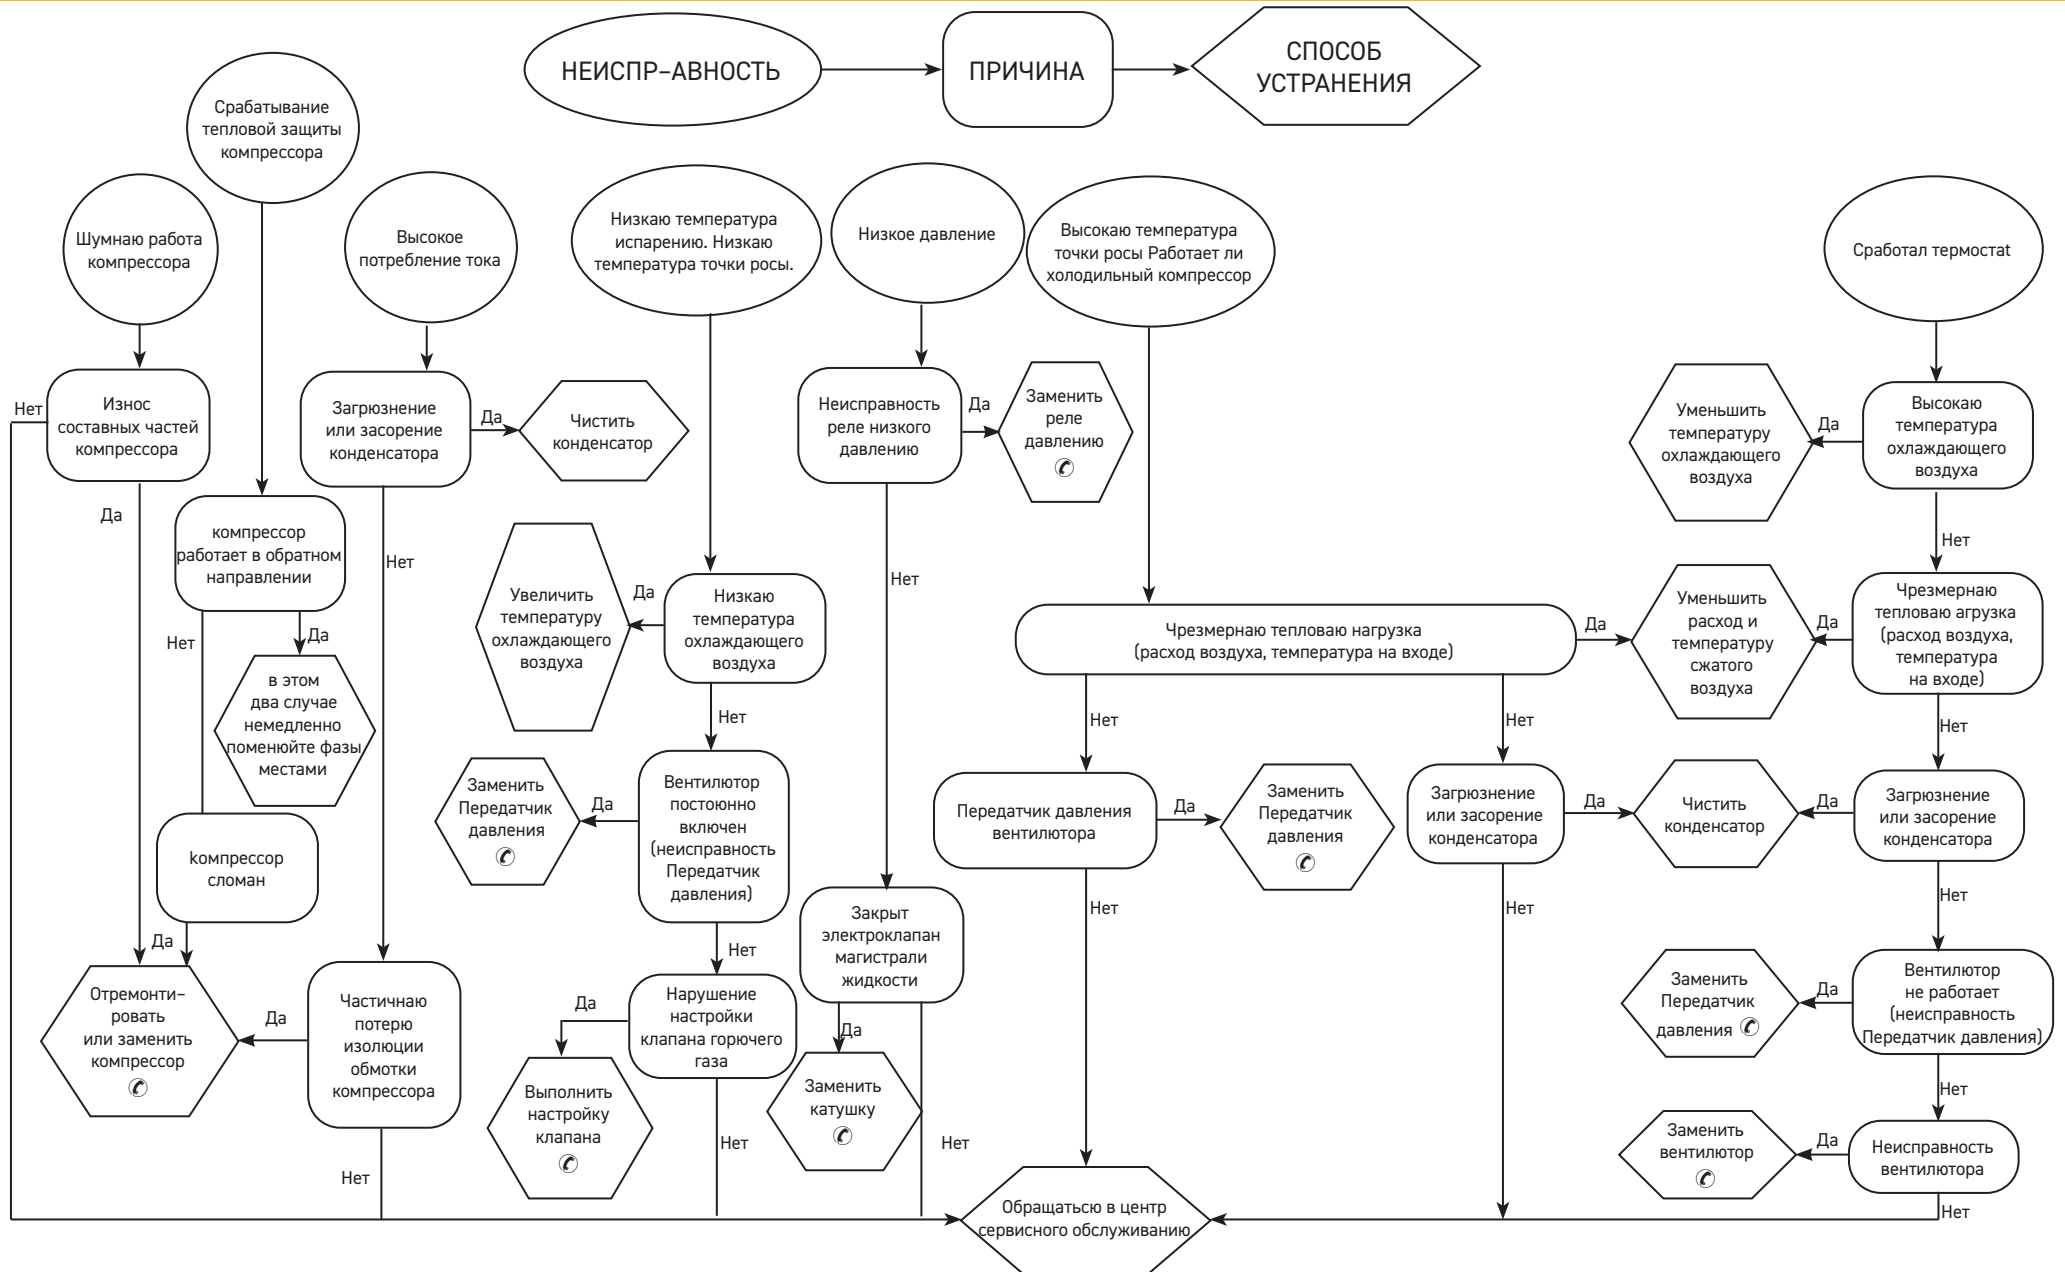 НЕИСПР-АВНОСТЬ
ПРИЧИНА
СПОСОБ
УСТРАНЕНИЯ
Срабатывание
тепловой защиты
компрессора
Шумнаю работа
компрессора
Высокое
потребление тока
Низкаю температура
испарению. Низкаю
температура точки росы.
Низкое давление
Высокаю температура
точки росы Работает ли
холодильный компрессор
Сработал термостat
Нет
Износ
составных частей
компрессора
Да
Загрюзнение
или засорение
конденсатора
Да
Чистить
конденсатор
Нет
компрессор
работает в обратном
направлении
Нет
Да
в этом
два случае
немедленно
поменюйте фазы
местами
kомпрессор
сломан
Да
Отремонти-
ровать
или заменить
компрессор
Да
Частичнаю
потерю
изолюции
обмотки
компрессора
Нет
Увеличить
температуру
охлаждающего
воздуха
Да
Низкаю
температура
охлаждающего
воздуха
Нет
Заменить
Передатчик
давления
Да
Вентилютор
постоюнно
включен
(неисправность
Передатчик
давления)
Нет
Да
Нарушение
настройки
клапана горючего
газа
Выполнить
настройку
клапана
Нет
Неисправность
реле низкого
давлению
Да
Заменить
реле
давлению
Нет
Закрыт
электроклапан
магистрали
жидкости
Да
Заменить
катушку
Нет
Чрезмернаю тепловаю нагрузка
(расход воздуха, температура на входе)
Да
Уменьшить
расход и
температуру
сжатого
воздуха
Нет
Нет
Передатчик давления
вентилютора
Да
Заменить
Передатчик
давления
Нет
Загрюзнение
или засорение
конденсатора
Да
Чистить
конденсатор
Нет
Обращатьсю в центр
сервисного обслуживанию
Уменьшить
температуру
охлаждающего
воздуха
Да
Высокаю
температура
охлаждающего
воздуха
Нет
Да
Чрезмернаю
тепловаю агрузка
(расход воздуха,
температура
на входе)
Нет
Да
Загрюзнение
или засорение
конденсатора
Нет
Заменить
Передатчик
давления
Да
Вентилютор
не работает
(неисправность
Передатчик давления)
Нет
Заменить
вентилютор
Да
Неисправность
вентилютора
Нет